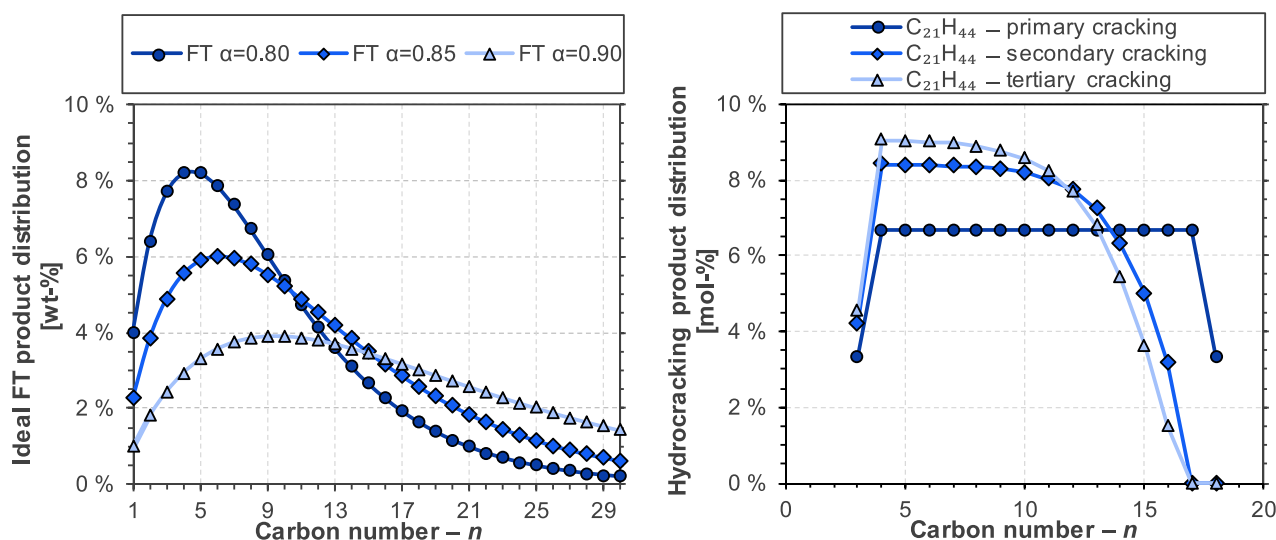 FT α=0.80 FT α=0.85 FT α=0.90
Ideal FT product distribution
[wt-%]
10 %
8 %
6 %
4 %
2 %
0 %
1 5 9 13 17 21 25 29
Carbon number – n
C₂₁H₄₄ – primary cracking
C₂₁H₄₄ – secondary cracking
C₂₁H₄₄ – tertiary cracking
Hydrocracking product distribution
[mol-%]
10 %
8 %
6 %
4 %
2 %
0 %
0 5 10 15 20
Carbon number – n